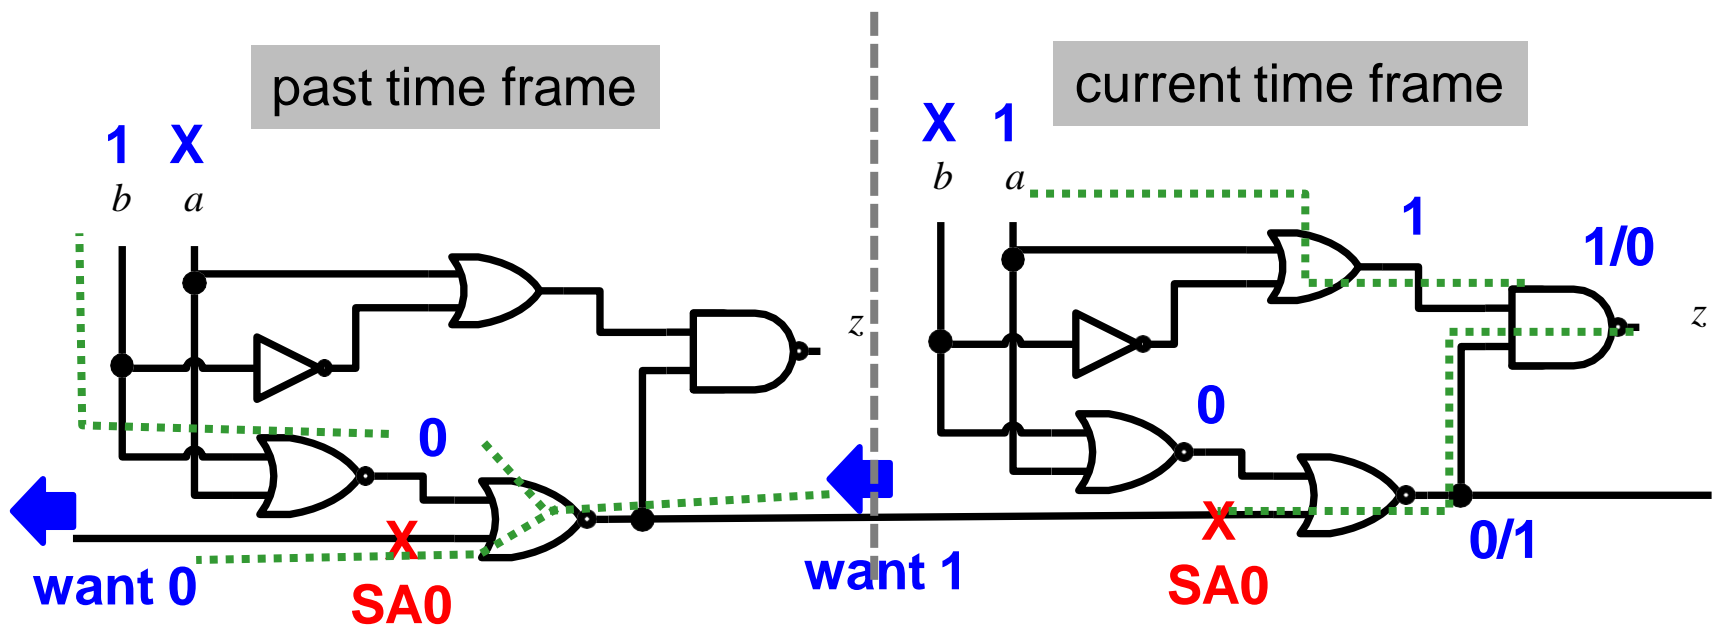 past time frame
current time frame
1 X
b a
X 1
b a
1
1/0
z
z
0
0
X
X
want 0
SA0
want 1
SA0
0/1